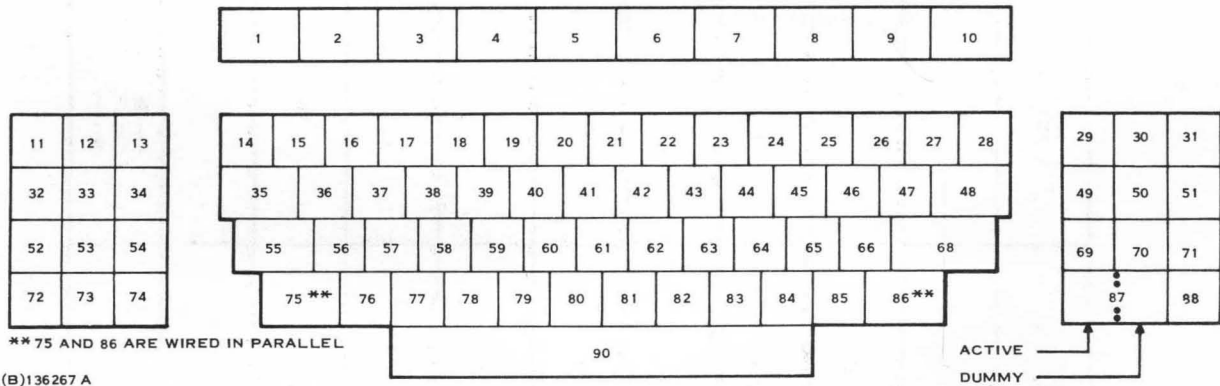 1 2 3 4 5 6 7 8 9 10
11 12 13 14 15 16 17 18 19 20 21 22 23 24 25 26 27 28 29 30 31
32 33 34 35 36 37 38 39 40 41 42 43 44 45 46 47 48 49 50 51
52 53 54 55 56 57 58 59 60 61 62 63 64 65 66 68 69 70 71
72 73 74 75** 76 77 78 79 80 81 82 83 84 85 86** 87 88
** 75 AND 86 ARE WIRED IN PARALLEL
90
ACTIVE
DUMMY
(B)136267 A